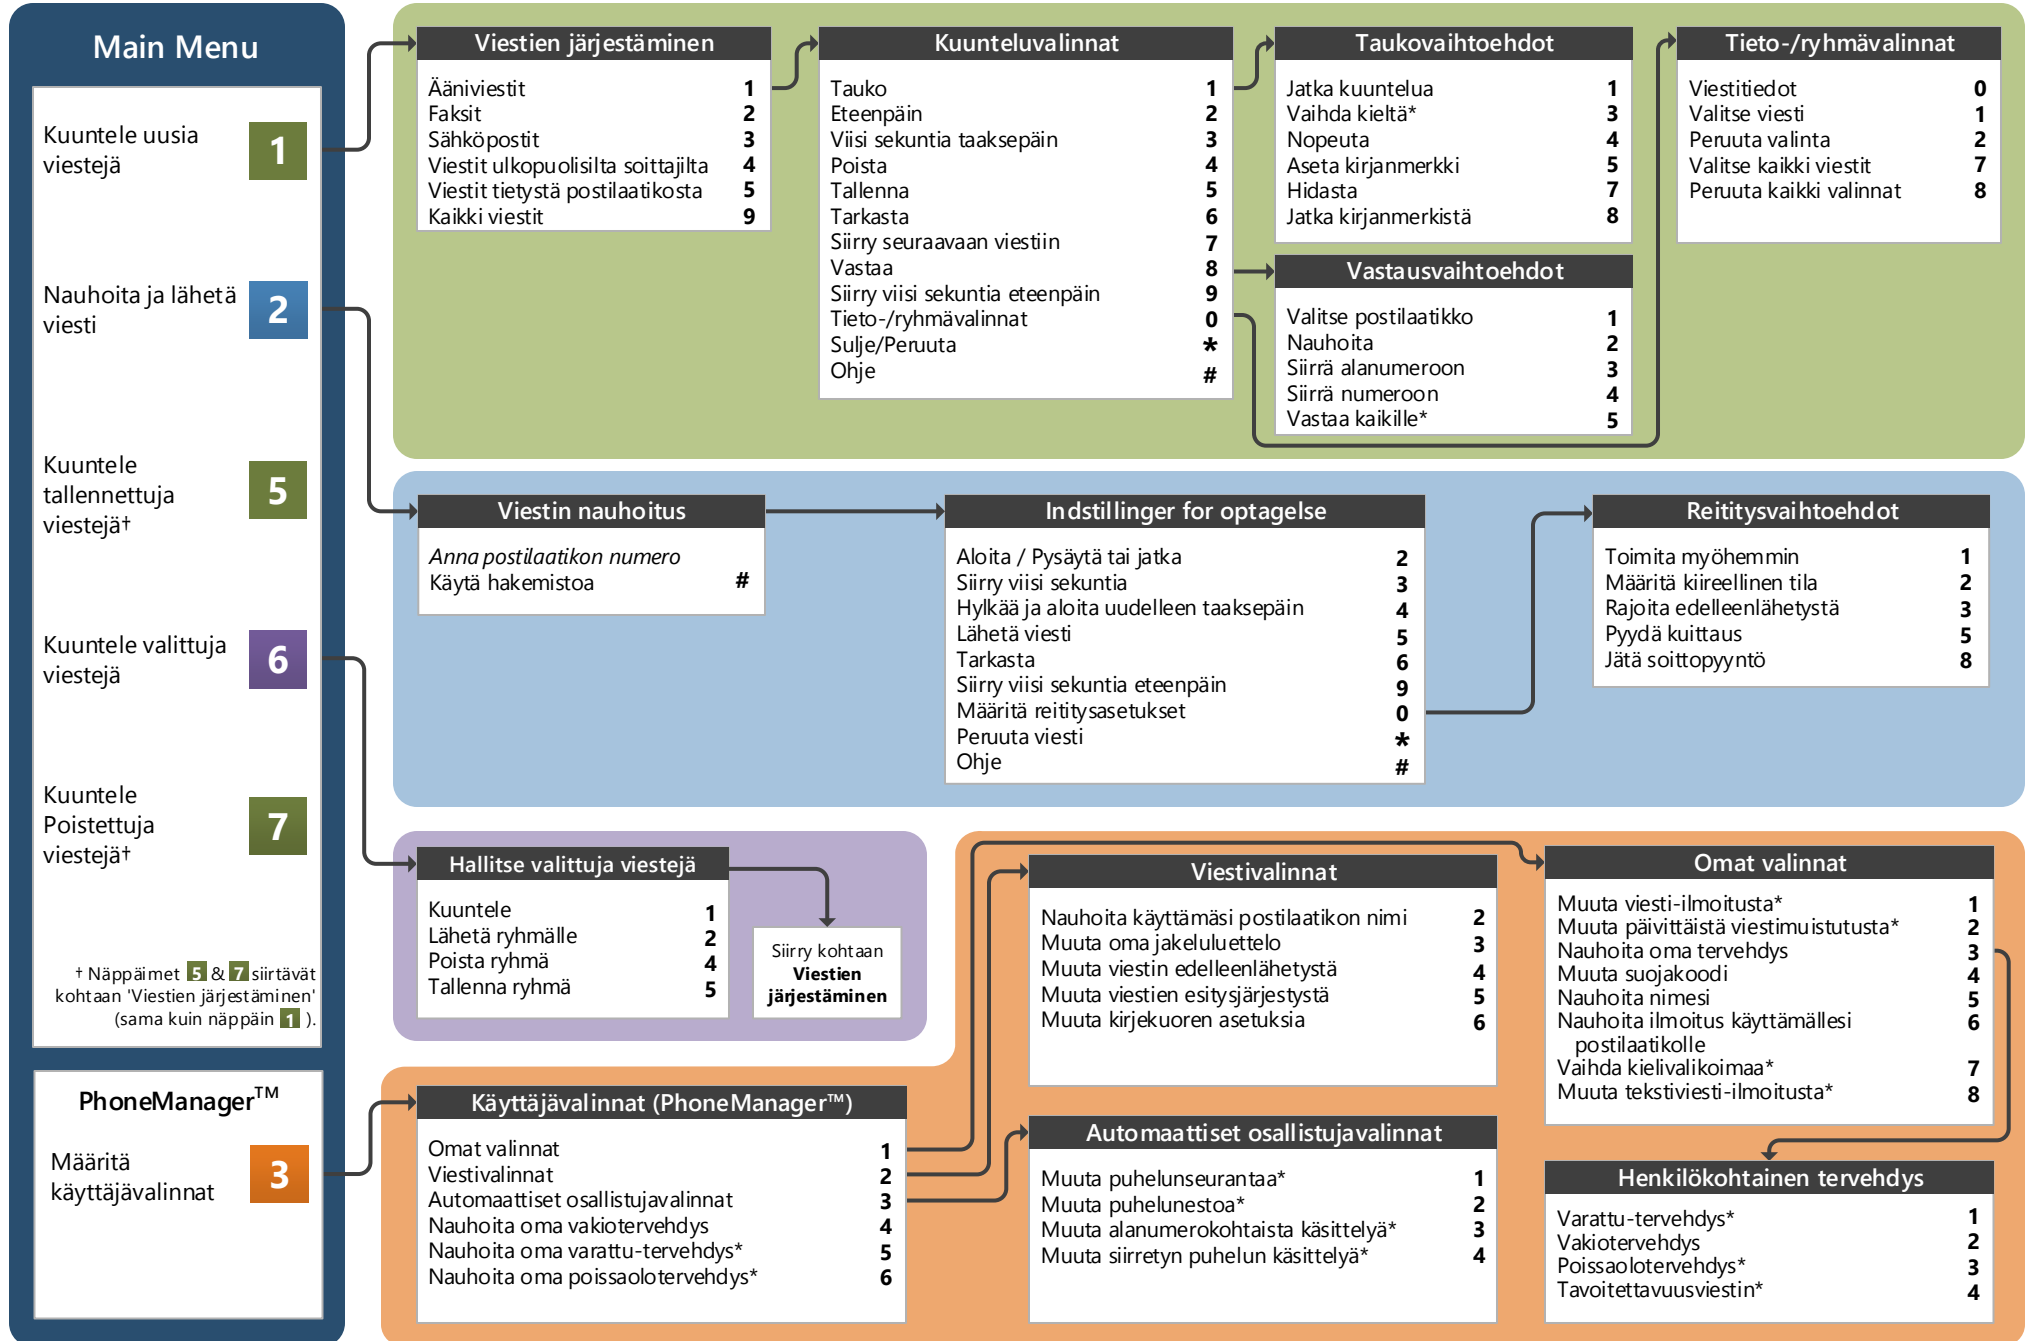 Main Menu
Kuuntele uusia
viestejä
1
Nauhoita ja lähetä
viesti
2
Kuuntele
tallennettuja
viestejä†
5
Kuuntele valittuja
viestejä
6
Kuuntele
Poistettuja
viestejä†
7
† Näppäimet 5 & 7 siirtävät
kohtaan 'Viestien järjestäminen'
(sama kuin näppäin 1 ).
PhoneManager™
Määritä
käyttäjävalinnat
3
Viestien järjestäminen
Ääniviestit 1
Faksit 2
Sähköpostit 3
Viestit ulkopuolisilta soittajilta 4
Viestit tietystä postilaatikosta 5
Kaikki viestit 9
Kuunteluvalinnat
Tauko 1
Eteenpäin 2
Viisi sekuntia taaksepäin 3
Poista 4
Tallenna 5
Tarkasta 6
Siirry seuraavaan viestiin 7
Vastaa 8
Siirry viisi sekuntia eteenpäin 9
Tieto-/ryhmävalinnat 0
Sulje/Peruuta *
Ohje #
Taukovaihtoehdot
Jatka kuuntelua 1
Vaihda kieltä* 3
Nopeuta 4
Aseta kirjanmerkki 5
Hidasta 7
Jatka kirjanmerkistä 8
Vastausvaihtoehdot
Valitse postilaatikko 1
Nauhoita 2
Siirrä alanumeroon 3
Siirrä numeroon 4
Vastaa kaikille* 5
Tieto-/ryhmävalinnat
Viestitiedot 0
Valitse viesti 1
Peruuta valinta 2
Valitse kaikki viestit 7
Peruuta kaikki valinnat 8
Viestin nauhoitus
Anna postilaatikon numero
Käytä hakemistoa #
Indstillinger for optagelse
Aloita / Pysäytä tai jatka 2
Siirry viisi sekuntia 3
Hylkää ja aloita uudelleen taaksepäin 4
Lähetä viesti 5
Tarkasta 6
Siirry viisi sekuntia eteenpäin 9
Määritä reititysasetukset 0
Peruuta viesti *
Ohje #
Reititysvaihtoehdot
Toimita myöhemmin 1
Määritä kiireellinen tila 2
Rajoita edelleenlähetystä 3
Pyydä kuittaus 5
Jätä soittopyyntö 8
Hallitse valittuja viestejä
Kuuntele 1
Lähetä ryhmälle 2
Poista ryhmä 4
Tallenna ryhmä 5
Siirry kohtaan
Viestien
järjestäminen
Käyttäjävalinnat (PhoneManager™)
Omat valinnat 1
Viestivalinnat 2
Automaattiset osallistujavalinnat 3
Nauhoita oma vakiotervehdys 4
Nauhoita oma varattu-tervehdys* 5
Nauhoita oma poissaolotervehdys* 6
Viestivalinnat
Nauhoita käyttämäsi postilaatikon nimi 2
Muuta oma jakeluluettelo 3
Muuta viestin edelleenlähetystä 4
Muuta viestien esitysjärjestystä 5
Muuta kirjekuoren asetuksia 6
Automaattiset osallistujavalinnat
Muuta puhelunseurantaa* 1
Muuta puhelunestoa* 2
Muuta alanumerokohtaista käsittelyä* 3
Muuta siirretyn puhelun käsittelyä* 4
Omat valinnat
Muuta viesti-ilmoitusta* 1
Muuta päivittäistä viestimuistutusta* 2
Nauhoita oma tervehdys 3
Muuta suojakoodi 4
Nauhoita nimesi 5
Nauhoita ilmoitus käyttämällesi 6
postilaatikolle
Vaihda kielivalikoimaa* 7
Muuta tekstiviesti-ilmoitusta* 8
Henkilökohtainen tervehdys
Varattu-tervehdys* 1
Vakiotervehdys 2
Poissaolotervehdys* 3
Tavoitettavuusviestin* 4